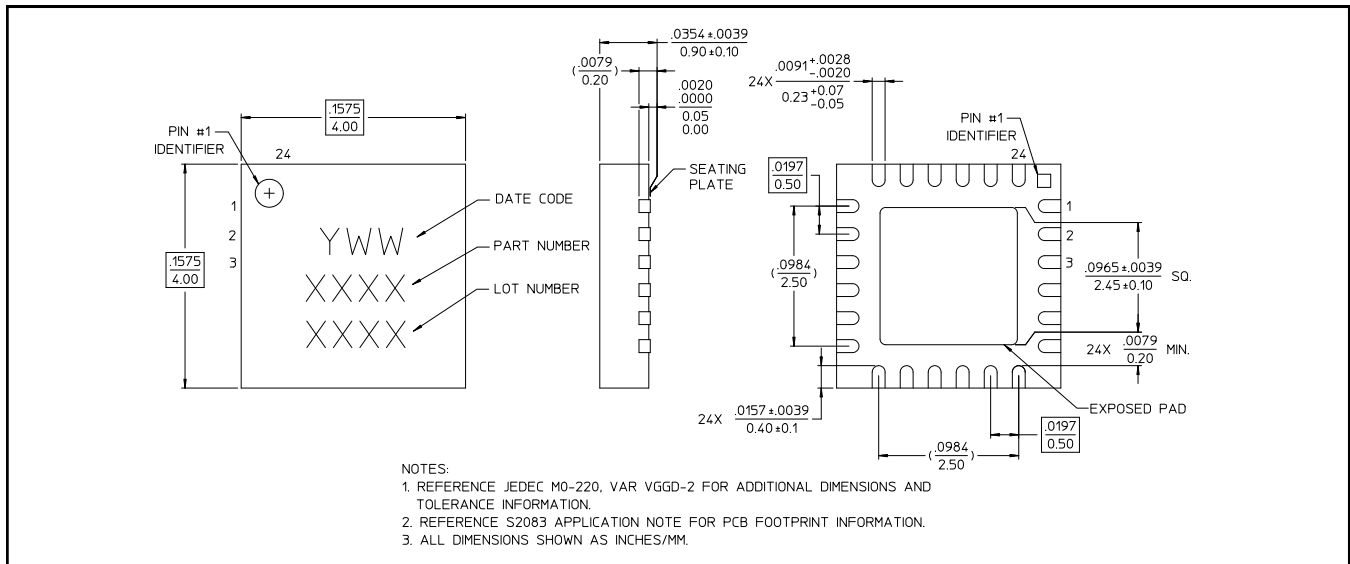 .1575
4.00
PIN #1
IDENTIFIER
24
1
2
3
.1575
4.00
YWW
XXXX
XXXX
DATE CODE
PART NUMBER
LOT NUMBER
.0354±.0039
0.90±0.10
(.0079)
0.20
.0020
.0000
0.05
0.00
SEATING
PLATE
24X .0091 +.0028 -.0020
0.23 +0.07 -0.05
PIN #1
IDENTIFIER
24
.0197
0.50
1
2
3
(.0984)
2.50
.0965±.0039 SQ.
2.45±0.10
24X .0079 MIN.
0.20
24X .0157±.0039
0.40±0.1
EXPOSED PAD
.0197
0.50
(.0984)
2.50
NOTES:
1. REFERENCE JEDEC M0-220, VAR VGGD-2 FOR ADDITIONAL DIMENSIONS AND
TOLERANCE INFORMATION.
2. REFERENCE S2083 APPLICATION NOTE FOR PCB FOOTPRINT INFORMATION.
3. ALL DIMENSIONS SHOWN AS INCHES/MM.